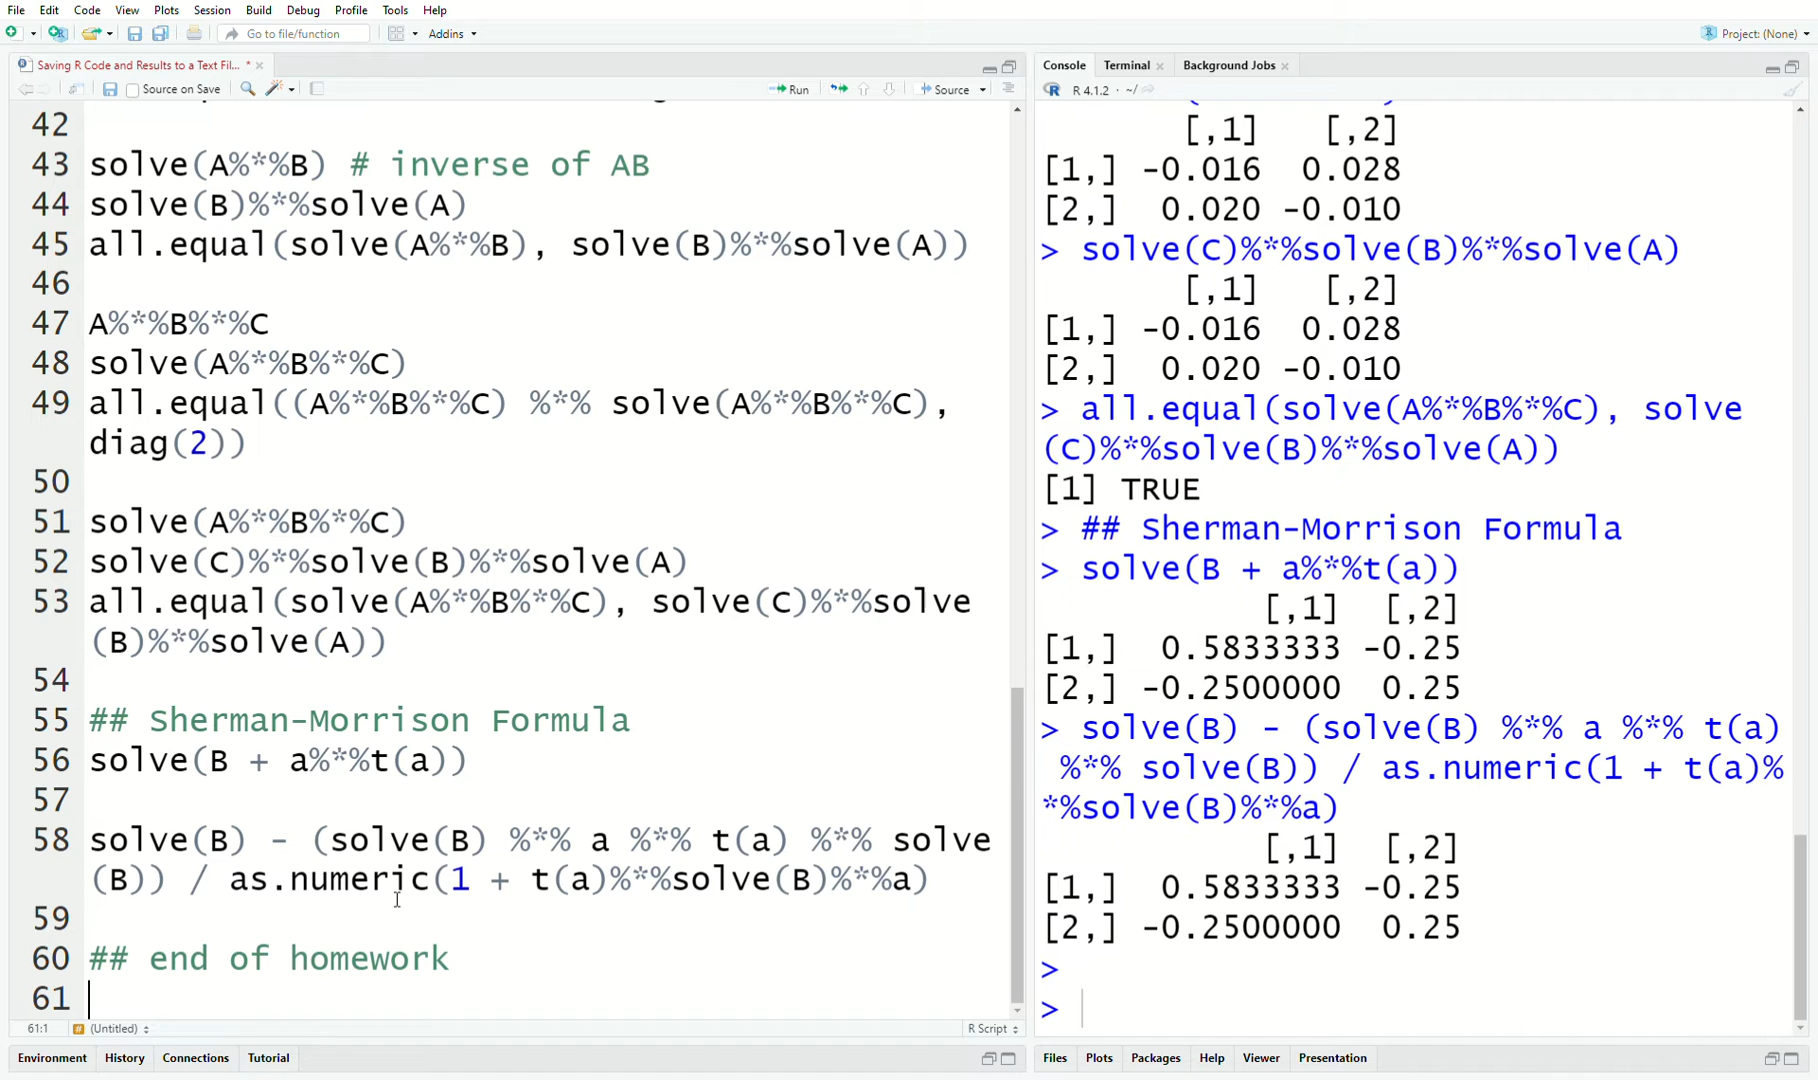 File Edit Code View Plots Session Build Debug Profile Tools Help
Go to file/function Addins Project: (None)
Saving R Code and Results to a Text Fil... *
Source on Save Run Source
42
43 solve(A%*%B) # inverse of AB
44 solve(B)%*%solve(A)
45 all.equal(solve(A%*%B), solve(B)%*%solve(A))
46
47 A%*%B%*%C
48 solve(A%*%B%*%C)
49 all.equal((A%*%B%*%C) %*% solve(A%*%B%*%C),
diag(2))
50
51 solve(A%*%B%*%C)
52 solve(C)%*%solve(B)%*%solve(A)
53 all.equal(solve(A%*%B%*%C), solve(C)%*%solve
(B)%*%solve(A))
54
55 ## Sherman-Morrison Formula
56 solve(B + a%*%t(a))
57
58 solve(B) - (solve(B) %*% a %*% t(a) %*% solve
(B)) / as.numeric(1 + t(a)%*%solve(B)%*%a)
59
60 ## end of homework
61
61:1 # (Untitled) R Script
Environment History Connections Tutorial
Console Terminal Background Jobs
R 4.1.2 · ~/
[,1] [,2]
[1,] -0.016 0.028
[2,] 0.020 -0.010
> solve(C)%*%solve(B)%*%solve(A)
[,1] [,2]
[1,] -0.016 0.028
[2,] 0.020 -0.010
> all.equal(solve(A%*%B%*%C), solve
(C)%*%solve(B)%*%solve(A))
[1] TRUE
> ## Sherman-Morrison Formula
> solve(B + a%*%t(a))
[,1] [,2]
[1,] 0.5833333 -0.25
[2,] -0.2500000 0.25
> solve(B) - (solve(B) %*% a %*% t(a)
%*% solve(B)) / as.numeric(1 + t(a)%
*%solve(B)%*%a)
[,1] [,2]
[1,] 0.5833333 -0.25
[2,] -0.2500000 0.25
>
>
Files Plots Packages Help Viewer Presentation